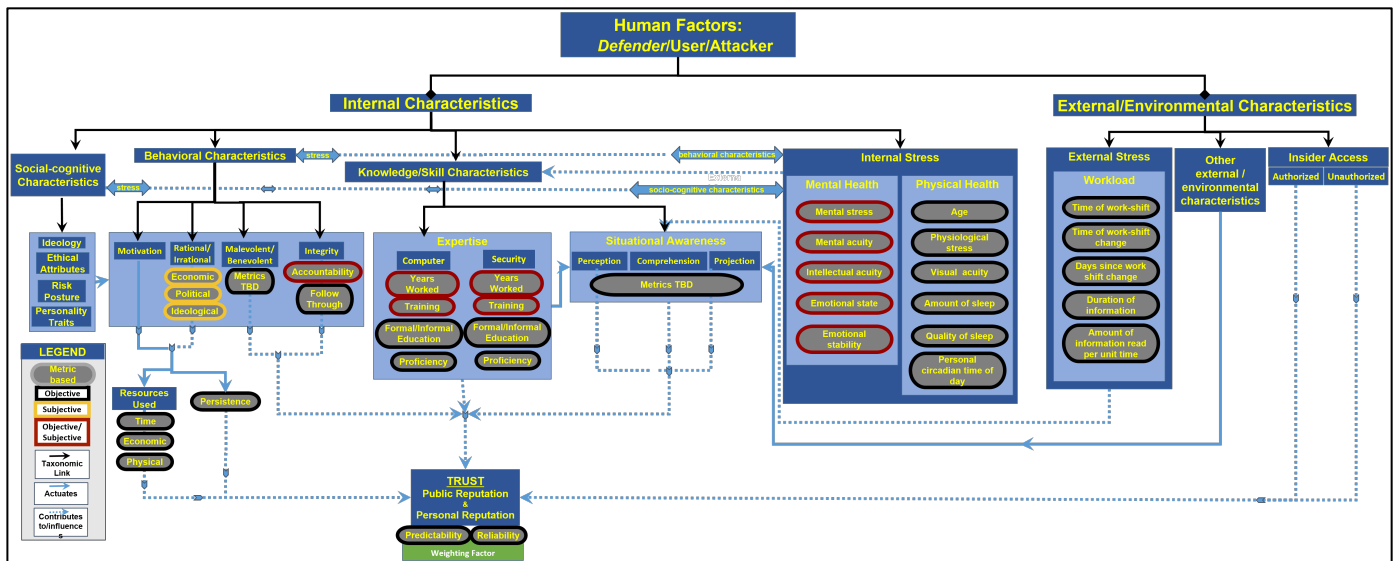 Human Factors:
Defender/User/Attacker
Internal Characteristics
External/Environmental Characteristics
Social-cognitive
Characteristics
Behavioral Characteristics
Knowledge/Skill Characteristics
stress
stress
behavioral characteristics
socio-cognitive characteristics
Internal Stress
Mental Health
Mental stress
Mental acuity
Intellectual acuity
Emotional state
Emotional
stability
Physical Health
Age
Physiological
stress
Visual acuity
Amount of sleep
Quality of sleep
Personal
circadian time of
day
External Stress
Workload
Time of work-shift
Time of work-shift
change
Days since work
shift change
Duration of
information
Amount of
information read
per unit time
Other
external /
environmental
characteristics
Insider Access
Authorized
Unauthorized
Ideology
Ethical
Attributes
Risk
Posture
Personality
Traits
Motivation
Rational/
Irrational
Economic
Political
Ideological
Malevolent/
Benevolent
Metrics
TBD
Integrity
Accountability
Follow
Through
Expertise
Computer
Years
Worked
Training
Formal/Informal
Education
Proficiency
Security
Years
Worked
Training
Formal/Informal
Education
Proficiency
Situational Awareness
Perception
Comprehension
Projection
Metrics TBD
LEGEND
Metric
based
Objective
Subjective
Objective/
Subjective
Taxonomic
Link
Actuates
Contributes
to/influence
s
Resources
Used
Time
Economic
Physical
Persistence
TRUST
Public Reputation
&
Personal Reputation
Predictability
Reliability
Weighting Factor